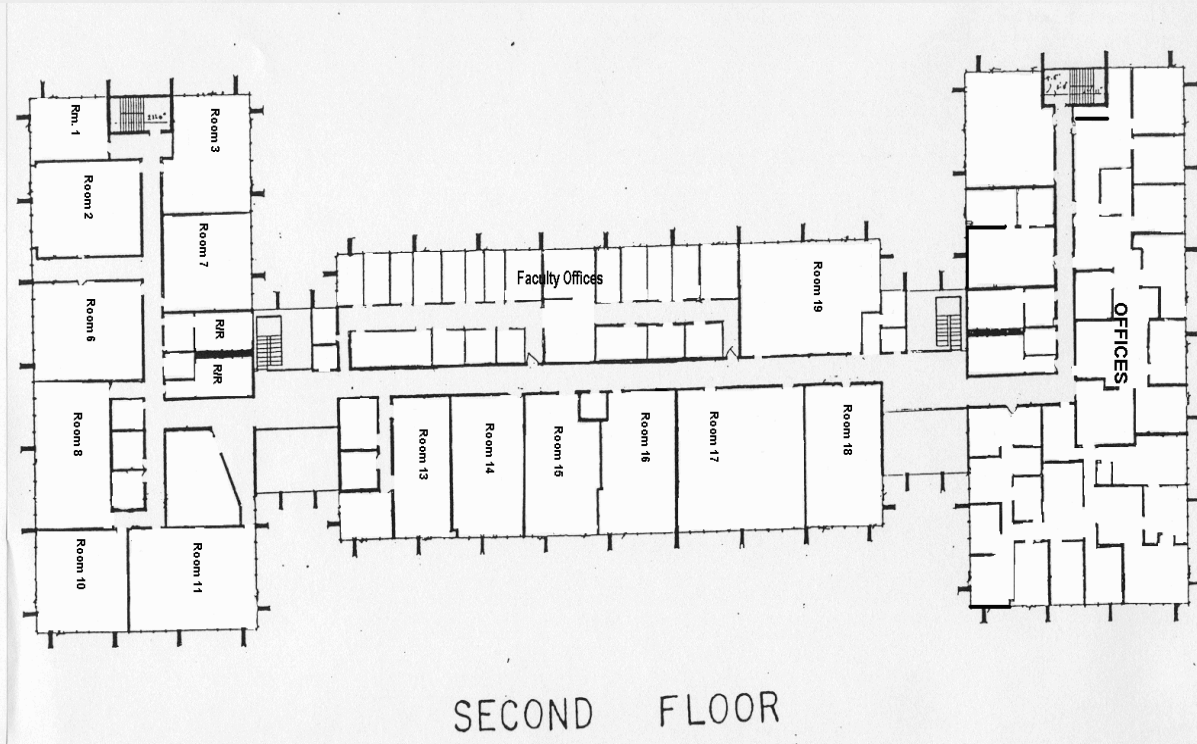 Rm. 1
Room 3
Room 2
Room 7
Room 6
R/R
R/R
Room 8
Room 10
Room 11
Faculty Offices
Room 19
Room 13
Room 14
Room 15
Room 16
Room 17
Room 18
OFFICES
SECOND FLOOR